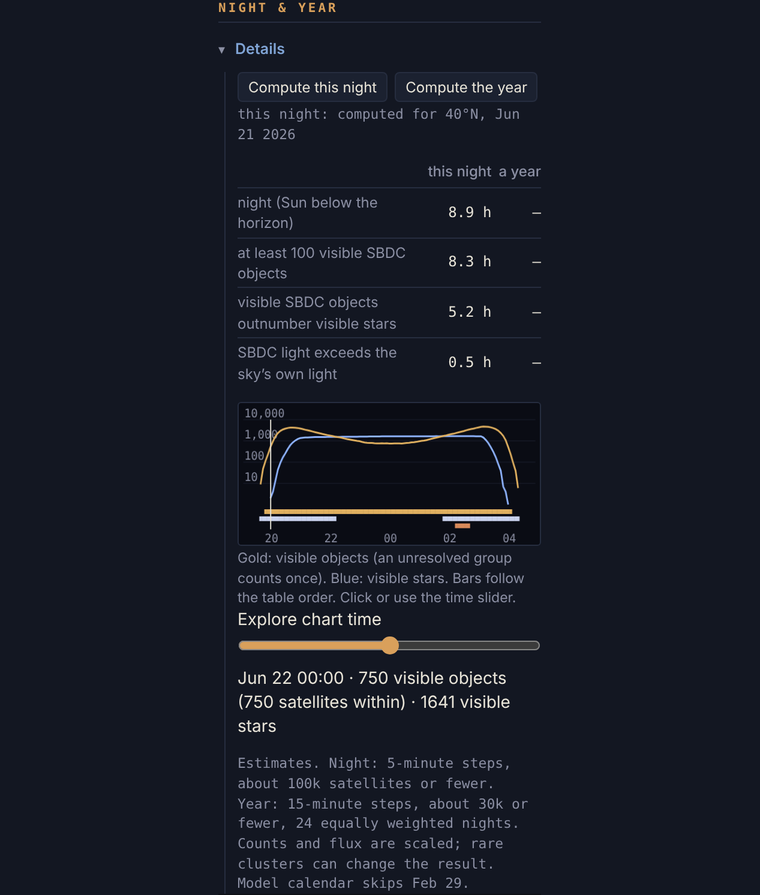 NIGHT & YEAR
▼ Details
Compute this night Compute the year
this night: computed for 40°N, Jun
21 2026
this night a year
night (Sun below the
horizon)
8.9 h —
at least 100 visible SBDC
objects
8.3 h —
visible SBDC objects
outnumber visible stars
5.2 h —
SBDC light exceeds the
sky’s own light
0.5 h —
10,000
1,000
100
10
20 22 00 02 04
Gold: visible objects (an unresolved group
counts once). Blue: visible stars. Bars follow
the table order. Click or use the time slider.
Explore chart time
Jun 22 00:00 · 750 visible objects
(750 satellites within) · 1641 visible
stars
Estimates. Night: 5-minute steps,
about 100k satellites or fewer.
Year: 15-minute steps, about 30k or
fewer, 24 equally weighted nights.
Counts and flux are scaled; rare
clusters can change the result.
Model calendar skips Feb 29.